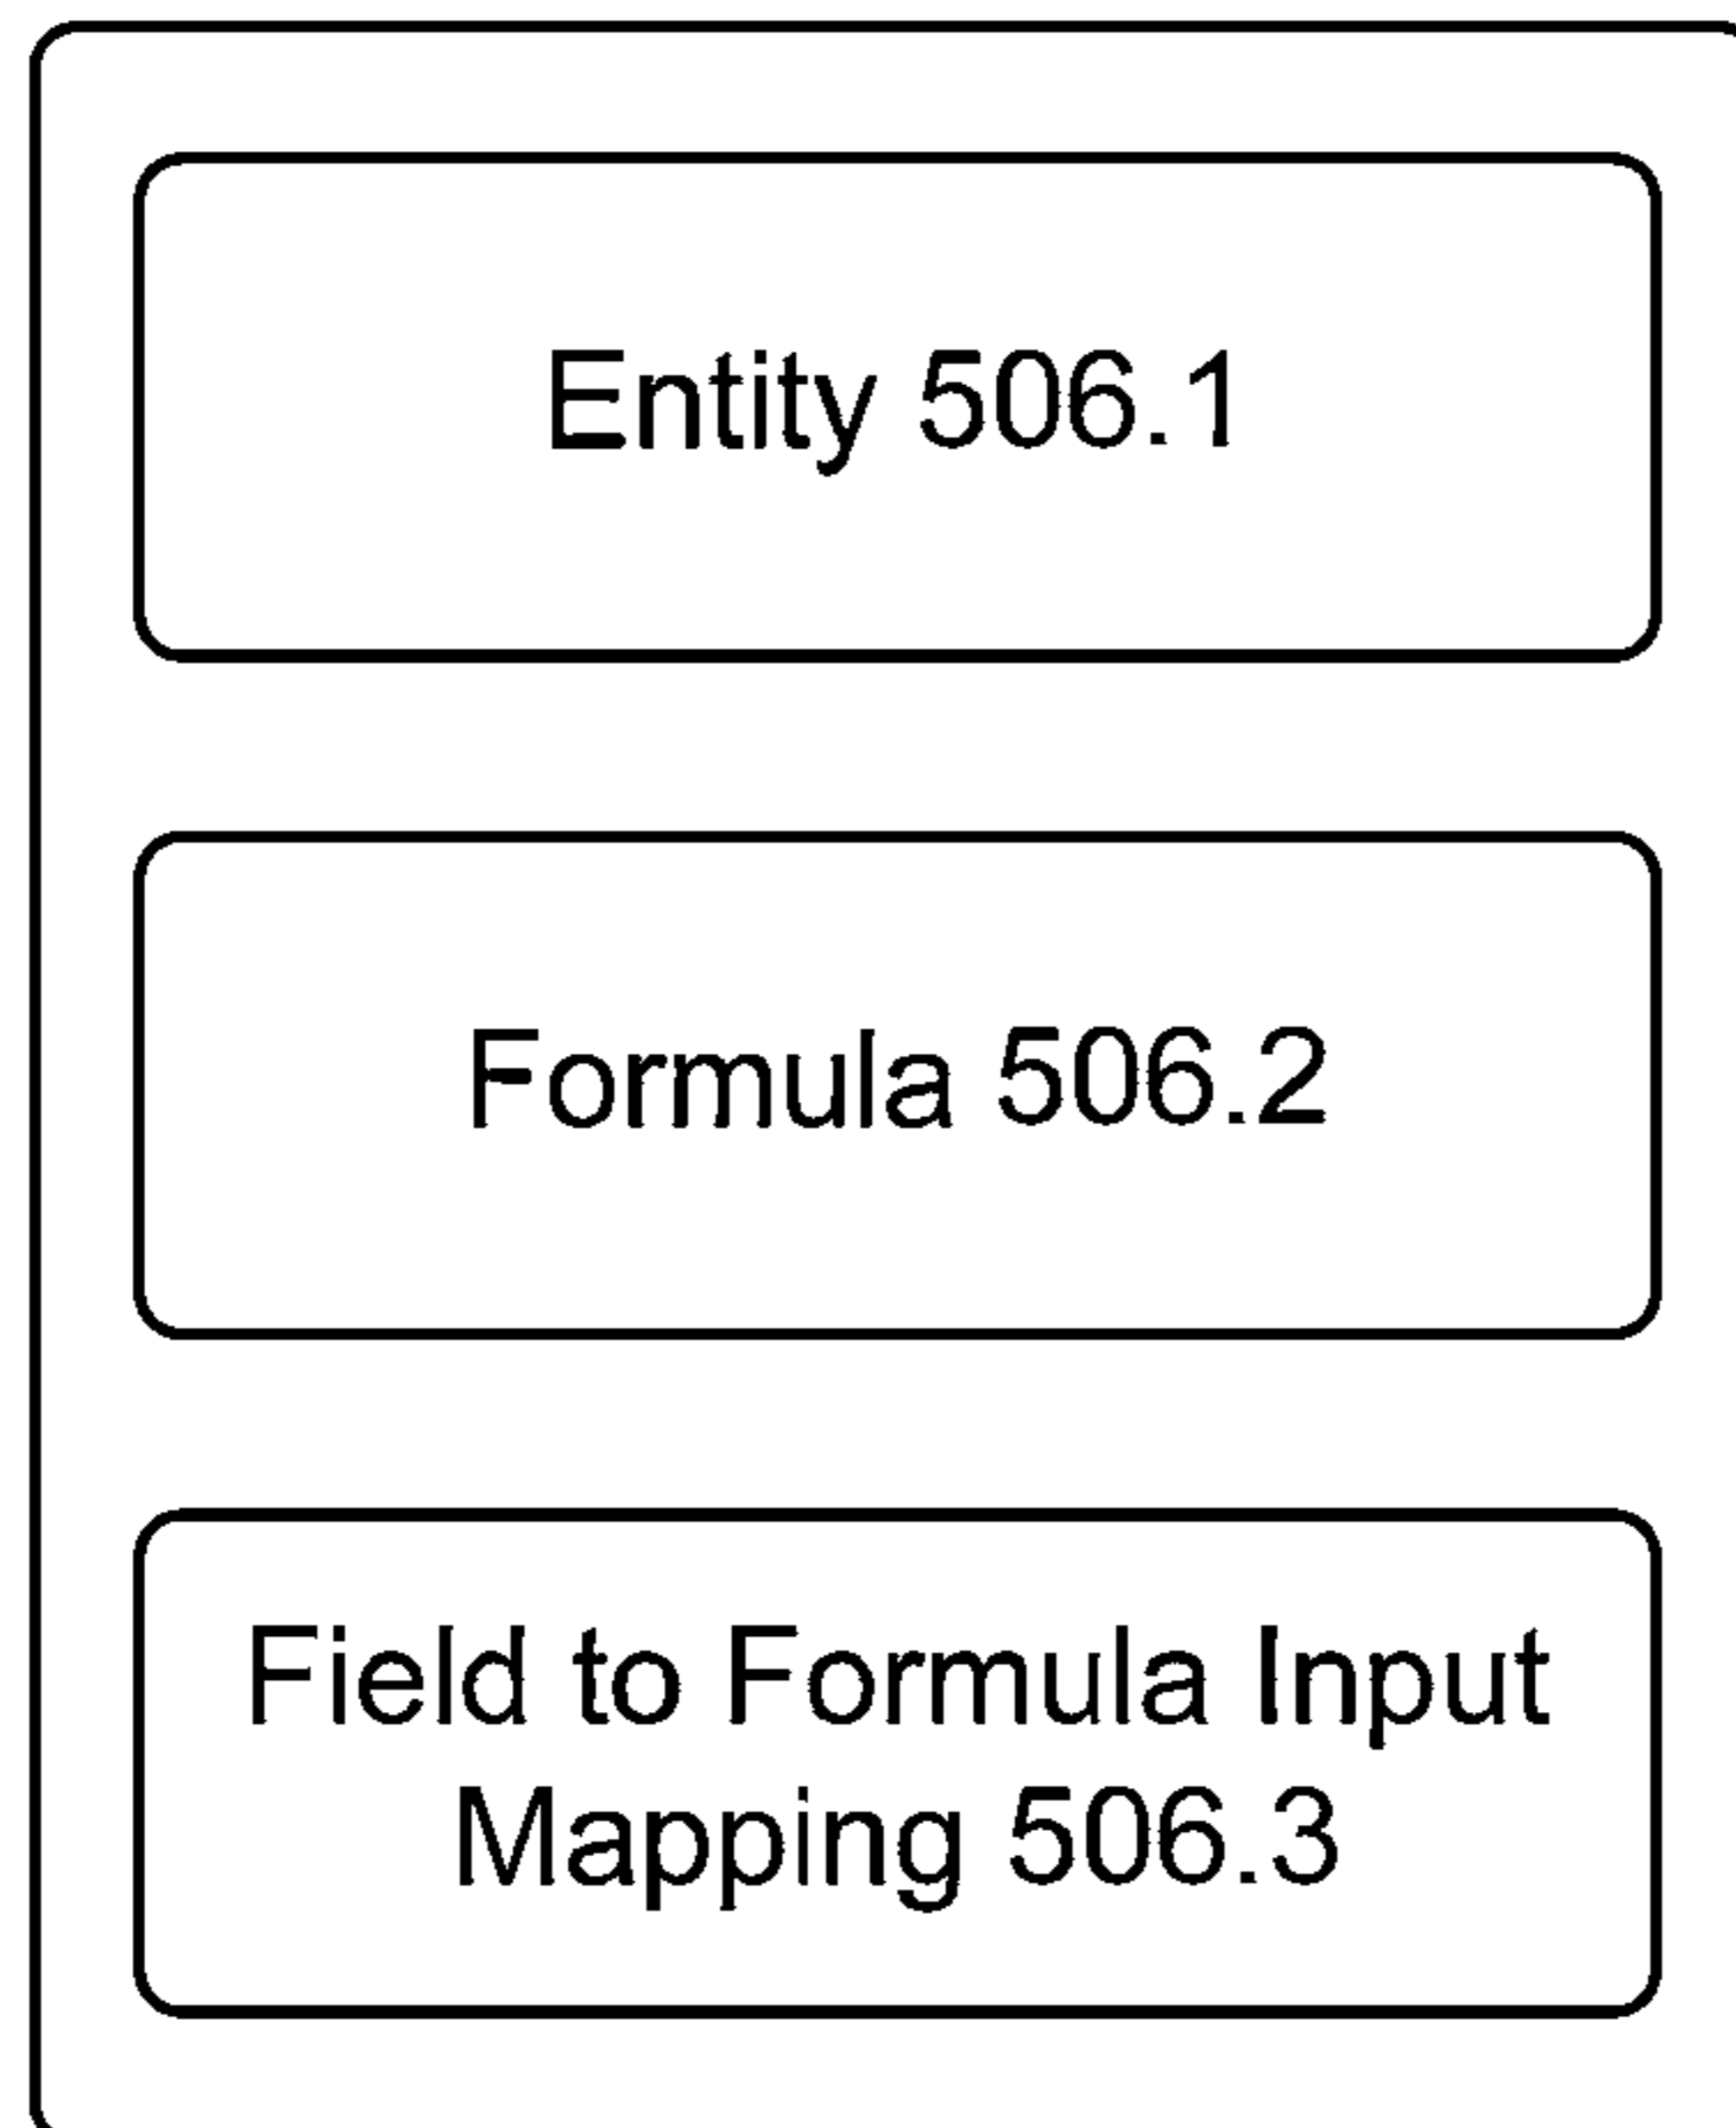 Entity 506.1
Formula 506.2
Field to Formula Input
Mapping 506.3